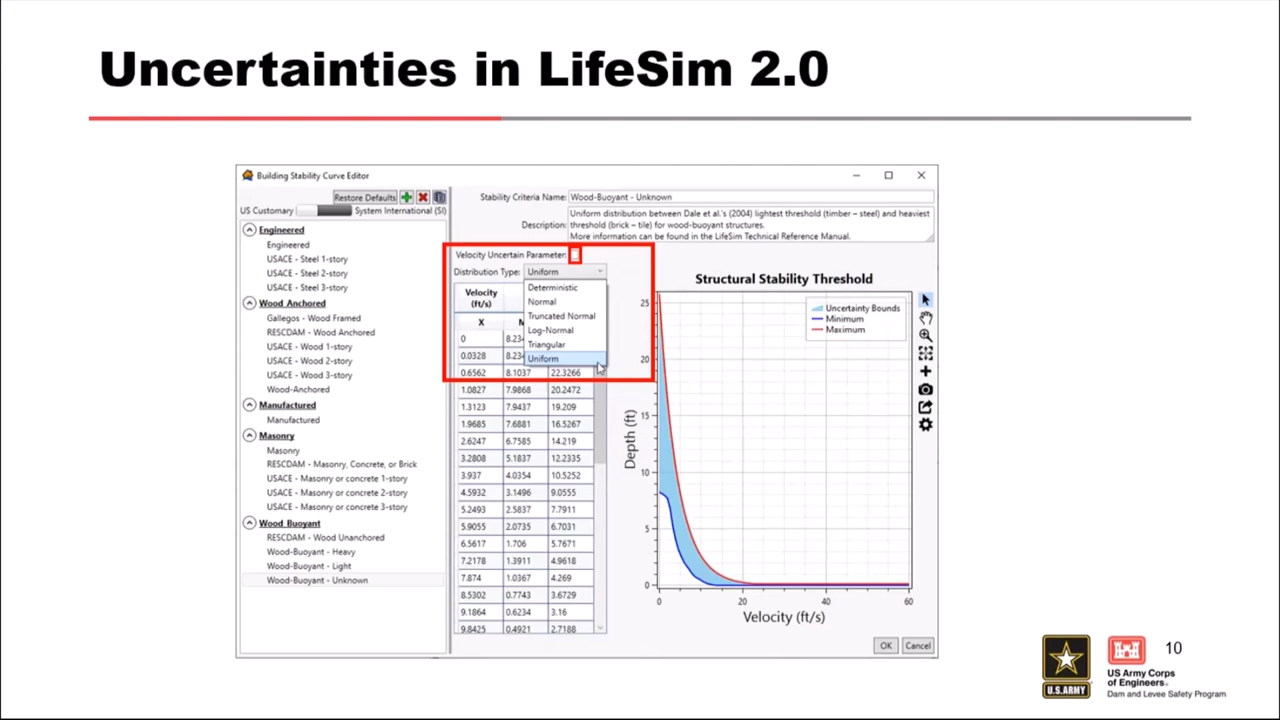 Uncertainties in LifeSim 2.0
Building Stability Curve Editor
Restore Defaults
US Customary System International (SI)
Engineered
Engineered
USACE - Steel 1-story
USACE - Steel 2-story
USACE - Steel 3-story
Wood Anchored
Gallegos - Wood Framed
RESCDAM - Wood Anchored
USACE - Wood 1-story
USACE - Wood 2-story
USACE - Wood 3-story
Wood-Anchored
Manufactured
Manufactured
Masonry
Masonry
RESCDAM - Masonry, Concrete, or Brick
USACE - Masonry or concrete 1-story
USACE - Masonry or concrete 2-story
USACE - Masonry or concrete 3-story
Wood Buoyant
RESCDAM - Wood Unanchored
Wood-Buoyant - Heavy
Wood-Buoyant - Light
Wood-Buoyant - Unknown
Stability Criteria Name: Wood-Buoyant - Unknown
Description: Uniform distribution between Dale et al.'s (2004) lightest threshold (timber – steel) and heaviest
threshold (brick – tile) for wood-buoyant structures.
More information can be found in the LifeSim Technical Reference Manual.
Velocity Uncertain Parameter:
Distribution Type: Uniform
Deterministic
Normal
Truncated Normal
Log-Normal
Triangular
Uniform
Velocity
(ft/s)
X M
0 8.234
0.0328 8.234
0.6562 8.1037 22.3266
1.0827 7.9868 20.2472
1.3123 7.9437 19.209
1.9685 7.6881 16.5267
2.6247 6.7585 14.219
3.2808 5.1837 12.2335
3.937 4.0354 10.5252
4.5932 3.1496 9.0555
5.2493 2.5837 7.7911
5.9055 2.0735 6.7031
6.5617 1.706 5.7671
7.2178 1.3911 4.9618
7.874 1.0367 4.269
8.5302 0.7743 3.6729
9.1864 0.6234 3.16
9.8425 0.4921 2.7188
Structural Stability Threshold
Uncertainty Bounds
Minimum
Maximum
Depth (ft)
25
20
15
10
5
0
0 20 40 60
Velocity (ft/s)
OK Cancel
U.S. ARMY
US Army Corps
of Engineers®
Dam and Levee Safety Program
10